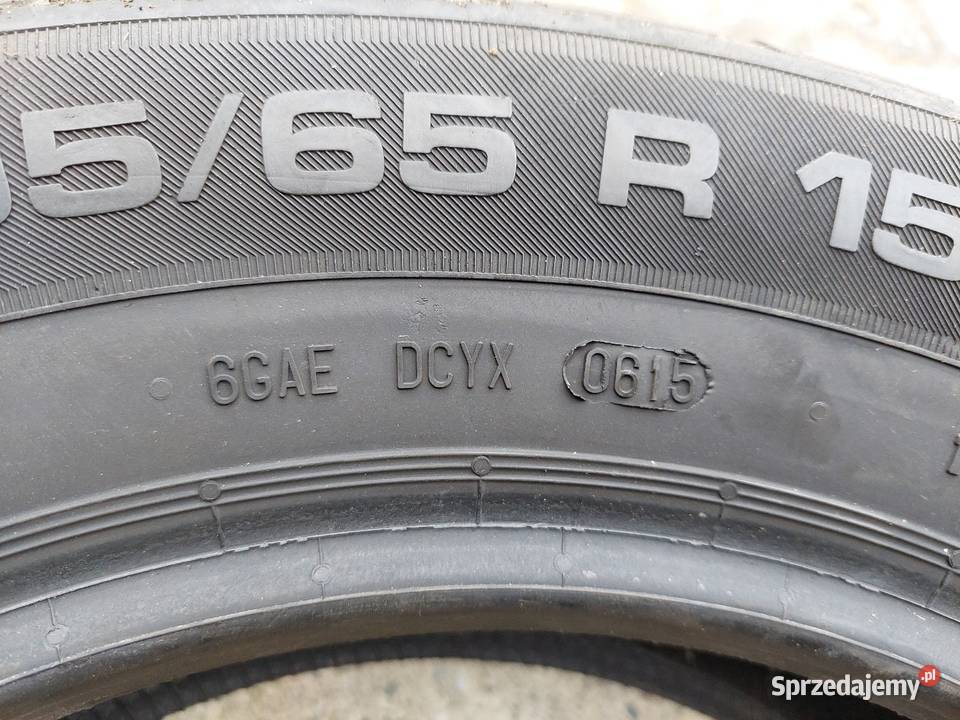 5/65 R 15
6GAE DCYX 0615
Sprzedajemy.pl